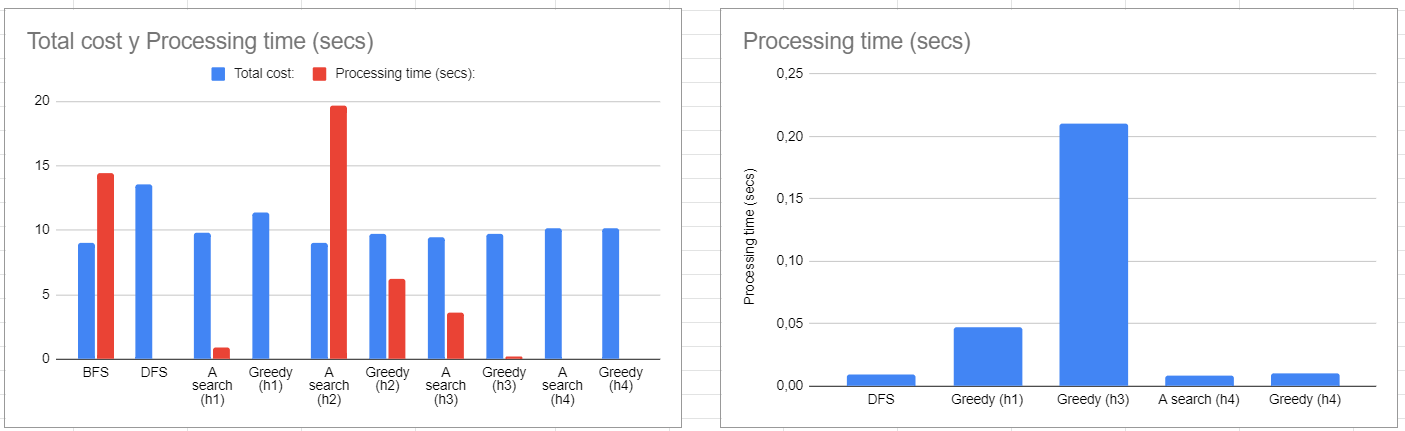 Total cost y Processing time (secs)
Total cost: Processing time (secs):
20
15
10
5
0
BFS DFS A search (h1) Greedy (h1) A search (h2) Greedy (h2) A search (h3) Greedy (h3) A search (h4) Greedy (h4)
Processing time (secs)
Processing time (secs)
0,25
0,20
0,15
0,10
0,05
0,00
DFS Greedy (h1) Greedy (h3) A search (h4) Greedy (h4)